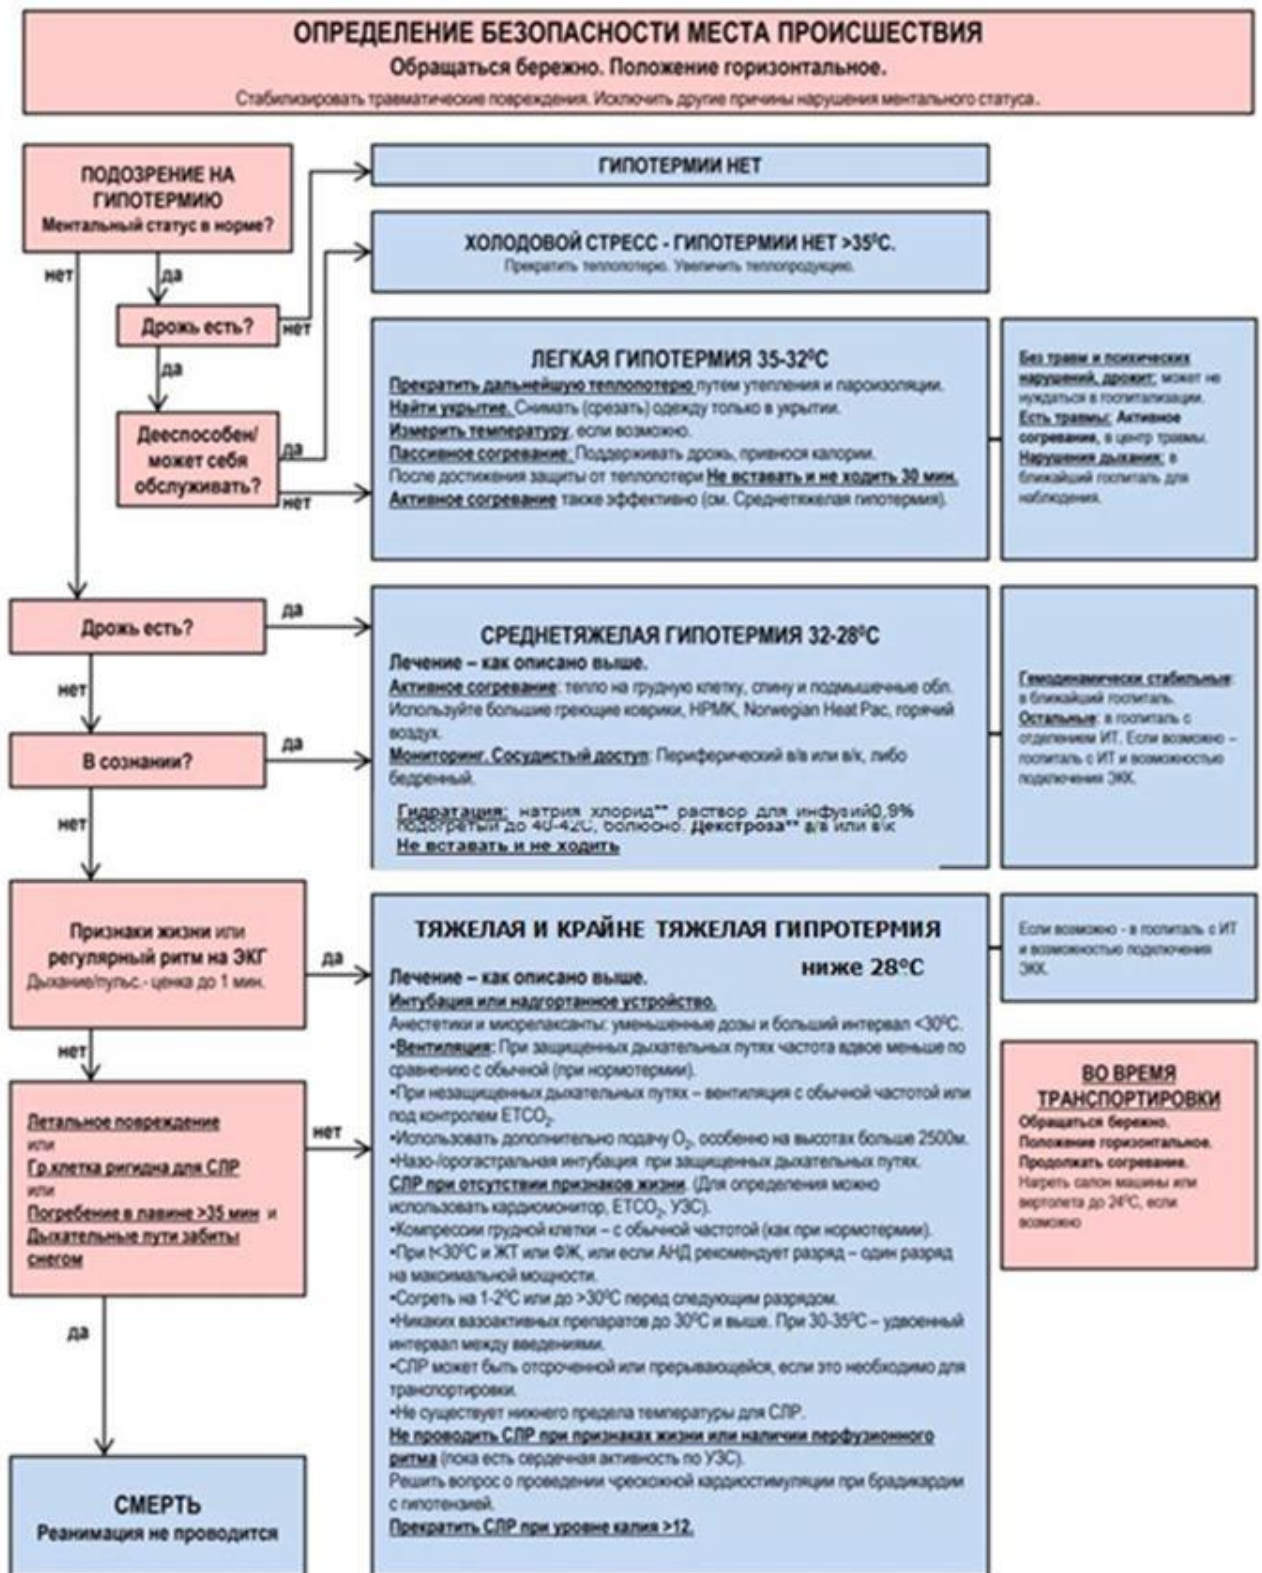 ОПРЕДЕЛЕНИЕ БЕЗОПАСНОСТИ МЕСТА ПРОИСШЕСТВИЯ
Обращаться бережно. Положение горизонтальное.
Стабилизировать травматические повреждения. Исключить другие причины нарушения ментального статуса.
ПОДОЗРЕНИЕ НА
ГИПОТЕРМИЮ
Ментальный статус в норме?
нет
да
Дрожь есть?
нет
да
Дееспособен/
может себя
обслуживать?
да
нет
ГИПОТЕРМИИ НЕТ
ХОЛОДОВОЙ СТРЕСС - ГИПОТЕРМИИ НЕТ >35⁰С.
Прекратить теплопотерю. Увеличить теплопродукцию.
ЛЕГКАЯ ГИПОТЕРМИЯ 35-32⁰С
Прекратить дальнейшую теплопотерю путем утепления и пароизоляции.
Найти укрытие. Снимать (срезать) одежду только в укрытии.
Измерить температуру, если возможно.
Пассивное согревание: Поддерживать дрожь, привнося калории.
После достижения защиты от теплопотери Не вставать и не ходить 30 мин.
Активное согревание также эффективно (см. Среднетяжелая гипотермия).
Без травм и психических
нарушений, дрожит: может не
нуждаться в госпитализации.
Есть травмы: Активное
согревание, в центр травмы.
Нарушения дыхания: в
ближайший госпиталь для
наблюдения.
Дрожь есть?
да
нет
В сознании?
да
нет
СРЕДНЕТЯЖЕЛАЯ ГИПОТЕРМИЯ 32-28⁰С
Лечение – как описано выше.
Активное согревание: тепло на грудную клетку, спину и подмышечные обл.
Используйте большие греющие коврики, HPMK, Norwegian Heat Pac, горячий
воздух.
Мониторинг. Сосудистый доступ: Периферический в/в или в/к, либо
бедренный.
Гидратация: натрия хлорид** раствор для инфузий0,9%
подогретый до 40-42С, болюсно. Декстроза** в/в или в\к
Не вставать и не ходить
Гемодинамически стабильные:
в ближайший госпиталь.
Остальные: в госпиталь с
отделением ИТ. Если возможно –
госпиталь с ИТ и возможностью
подключения ЭКК.
Признаки жизни или
регулярный ритм на ЭКГ
Дыхание/пульс.- ценка до 1 мин.
да
нет
Летальное повреждение
или
Гр.клетка ригидна для СЛР
или
Погребение в лавине >35 мин и
Дыхательные пути забиты
снегом
нет
да
СМЕРТЬ
Реанимация не проводится
ТЯЖЕЛАЯ И КРАЙНЕ ТЯЖЕЛАЯ ГИПРОТЕРМИЯ
ниже 28ºС
Лечение – как описано выше.
Интубация или надгортанное устройство.
Анестетики и миорелаксанты: уменьшенные дозы и больший интервал <30⁰С.
•Вентиляция: При защищенных дыхательных путях частота вдвое меньше по
сравнению с обычной (при нормотермии).
•При незащищенных дыхательных путях – вентиляция с обычной частотой или
под контролем ETCO₂.
•Использовать дополнительно подачу О₂, особенно на высотах больше 2500м.
•Назо-/орогастральная интубация при защищенных дыхательных путях.
СЛР при отсутствии признаков жизни. (Для определения можно
использовать кардиомонитор, ETCO₂, УЗС).
•Компрессии грудной клетки – с обычной частотой (как при нормотермии).
•При t<30⁰С и ЖТ или ФЖ, или если АНД рекомендует разряд – один разряд
на максимальной мощности.
•Согреть на 1-2⁰С или до >30⁰С перед следующим разрядом.
•Никаких вазоактивных препаратов до 30⁰С и выше. При 30-35⁰С – удвоенный
интервал между введениями.
•СЛР может быть отсроченной или прерывающейся, если это необходимо для
транспортировки.
•Не существует нижнего предела температуры для СЛР.
Не проводить СЛР при признаках жизни или наличии перфузионного
ритма (пока есть сердечная активность по УЗС).
Решить вопрос о проведении чрескожной кардиостимуляции при брадикардии
с гипотензией.
Прекратить СЛР при уровне калия >12.
Если возможно - в госпиталь с ИТ
и возможностью подключения
ЭКК.
ВО ВРЕМЯ
ТРАНСПОРТИРОВКИ
Обращаться бережно.
Положение горизонтальное.
Продолжать согревание.
Нагреть салон машины или
вертолета до 24⁰С, если
возможно